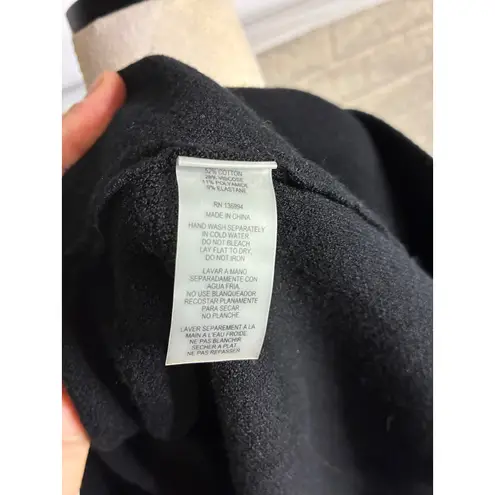 COTTON
28% VISCOSE
11% POLYAMIDE
9% ELASTANE
RN 136894
MADE IN CHINA
HAND WASH SEPARATELY
IN COLD WATER
DO NOT BLEACH
LAY FLAT TO DRY
DO NOT IRON
LAVAR A MANO
SEPARADAMENTE CON
AGUA FRIA
NO USE BLANQUEADOR
RECOSTAR PLANAMENTE
PARA SECAR
NO PLANCHE
LAVER SEPAREMENT A LA
MAIN A L'EAU FROIDE.
NE PAS BLANCHIR
SECHER A PLAT
NE PAS REPASSER